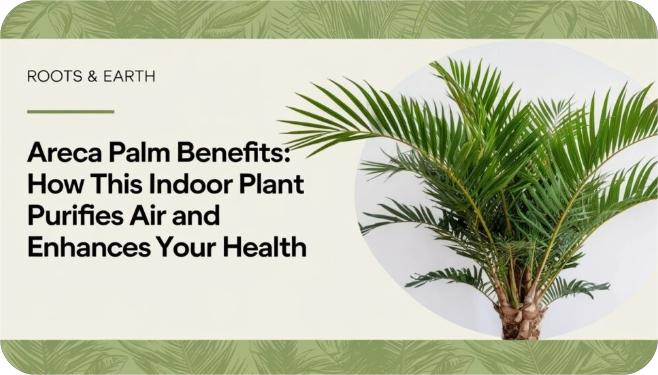 ROOTS & EARTH
Areca Palm Benefits:
How This Indoor Plant
Purifies Air and
Enhances Your Health